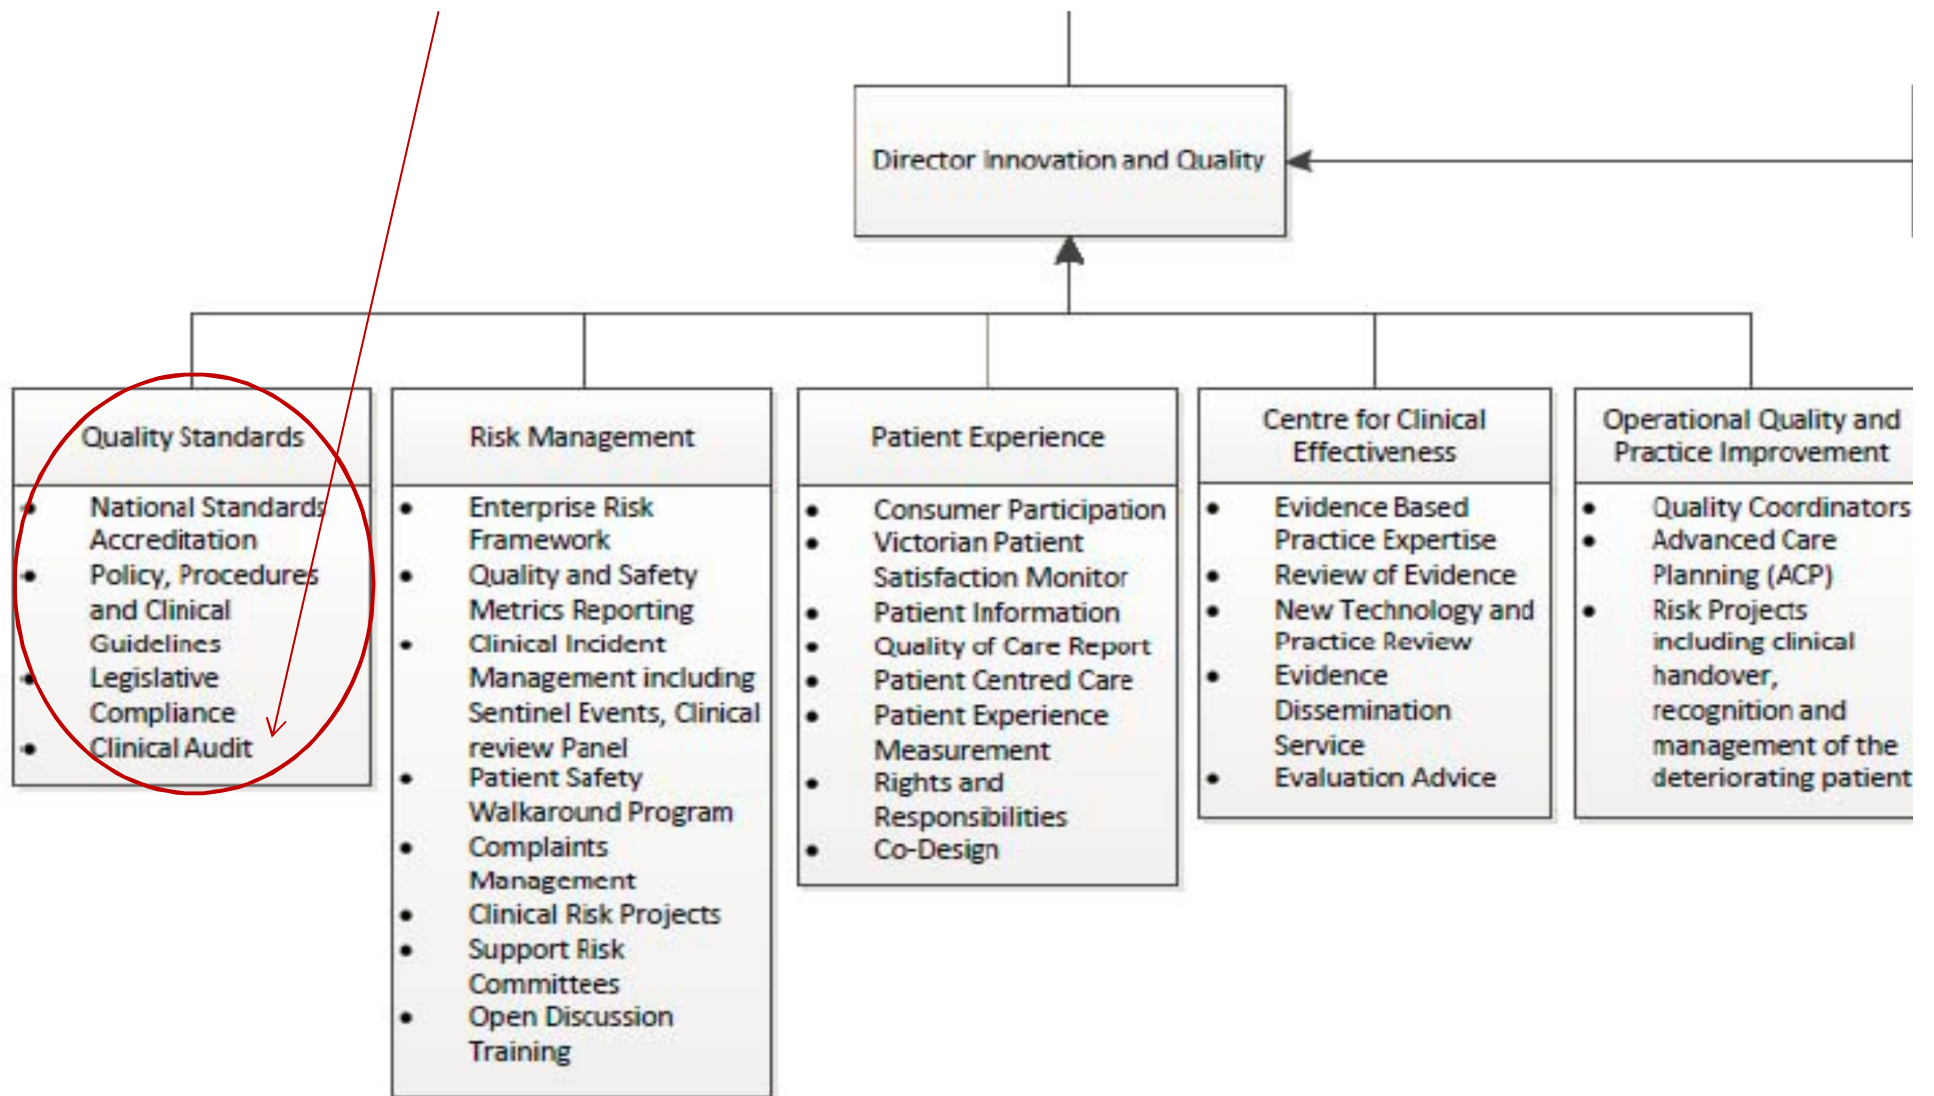 Director Innovation and Quality
Quality Standards
• National Standards
Accreditation
• Policy, Procedures
and Clinical
Guidelines
• Legislative
Compliance
• Clinical Audit
Risk Management
• Enterprise Risk
Framework
• Quality and Safety
Metrics Reporting
• Clinical Incident
Management including
Sentinel Events, Clinical
review Panel
• Patient Safety
Walkaround Program
• Complaints
Management
• Clinical Risk Projects
• Support Risk
Committees
• Open Discussion
Training
Patient Experience
• Consumer Participation
• Victorian Patient
Satisfaction Monitor
• Patient Information
• Quality of Care Report
• Patient Centred Care
• Patient Experience
Measurement
• Rights and
Responsibilities
• Co-Design
Centre for Clinical
Effectiveness
• Evidence Based
Practice Expertise
• Review of Evidence
• New Technology and
Practice Review
• Evidence
Dissemination
Service
• Evaluation Advice
Operational Quality and
Practice Improvement
• Quality Coordinators
• Advanced Care
Planning (ACP)
• Risk Projects
including clinical
handover,
recognition and
management of the
deteriorating patient